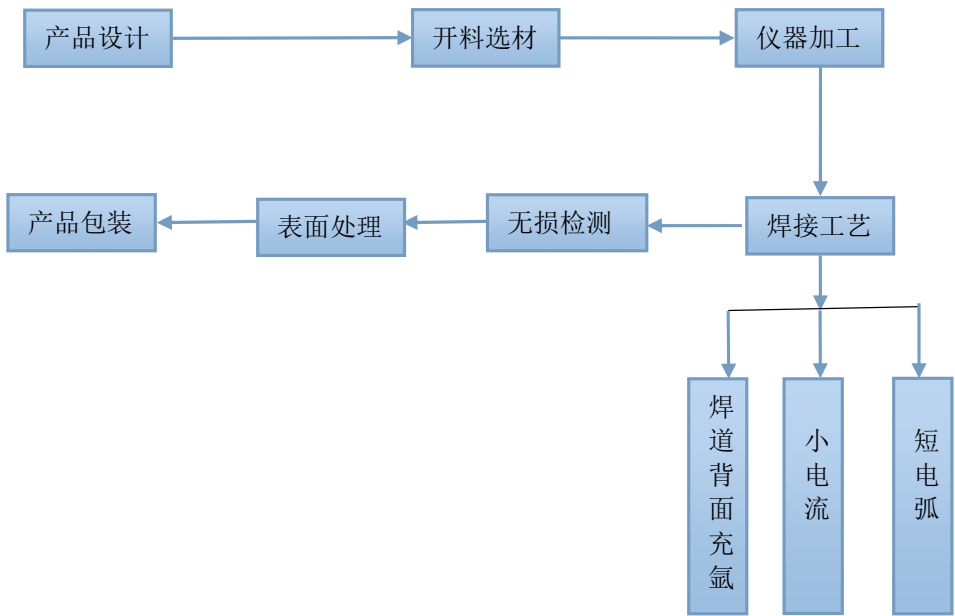 产品设计
开料选材
仪器加工
产品包装
表面处理
无损检测
焊接工艺
焊道背面充氩
小电流
短电弧